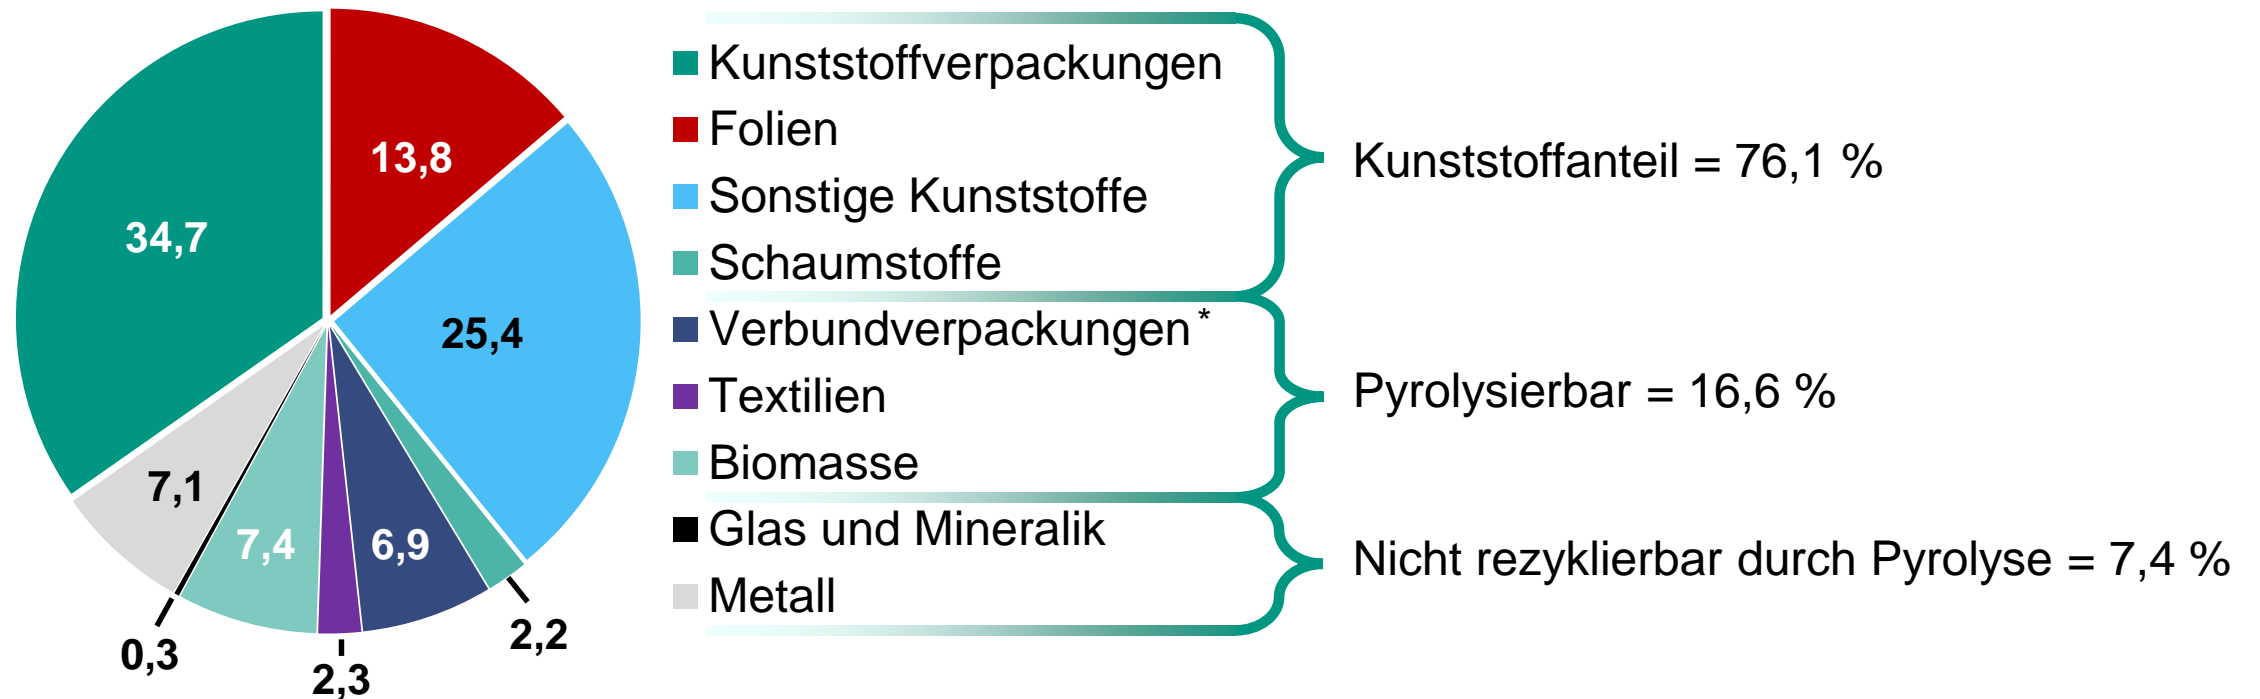 13,8
34,7
25,4
7,1
7,4
6,9
0,3
2,3
2,2
Kunststoffverpackungen
Folien
Sonstige Kunststoffe
Schaumstoffe
Verbundverpackungen*
Textilien
Biomasse
Glas und Mineralik
Metall
Kunststoffanteil = 76,1 %
Pyrolysierbar = 16,6 %
Nicht rezyklierbar durch Pyrolyse = 7,4 %